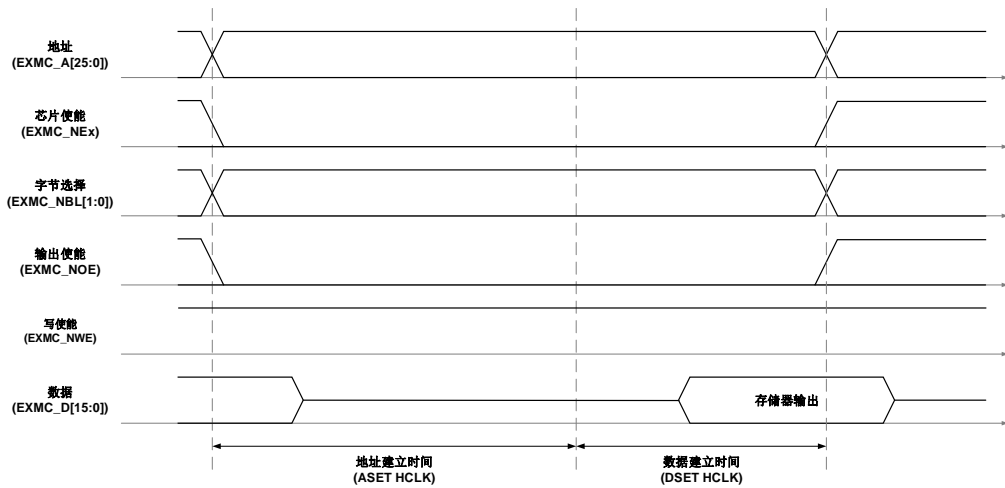 地址
(EXMC_A[25:0])
芯片使能
(EXMC_NEx)
字节选择
(EXMC_NBL[1:0])
输出使能
(EXMC_NOE)
写使能
(EXMC_NWE)
数据
(EXMC_D[15:0])
存储器输出
地址建立时间
(ASET HCLK)
数据建立时间
(DSET HCLK)